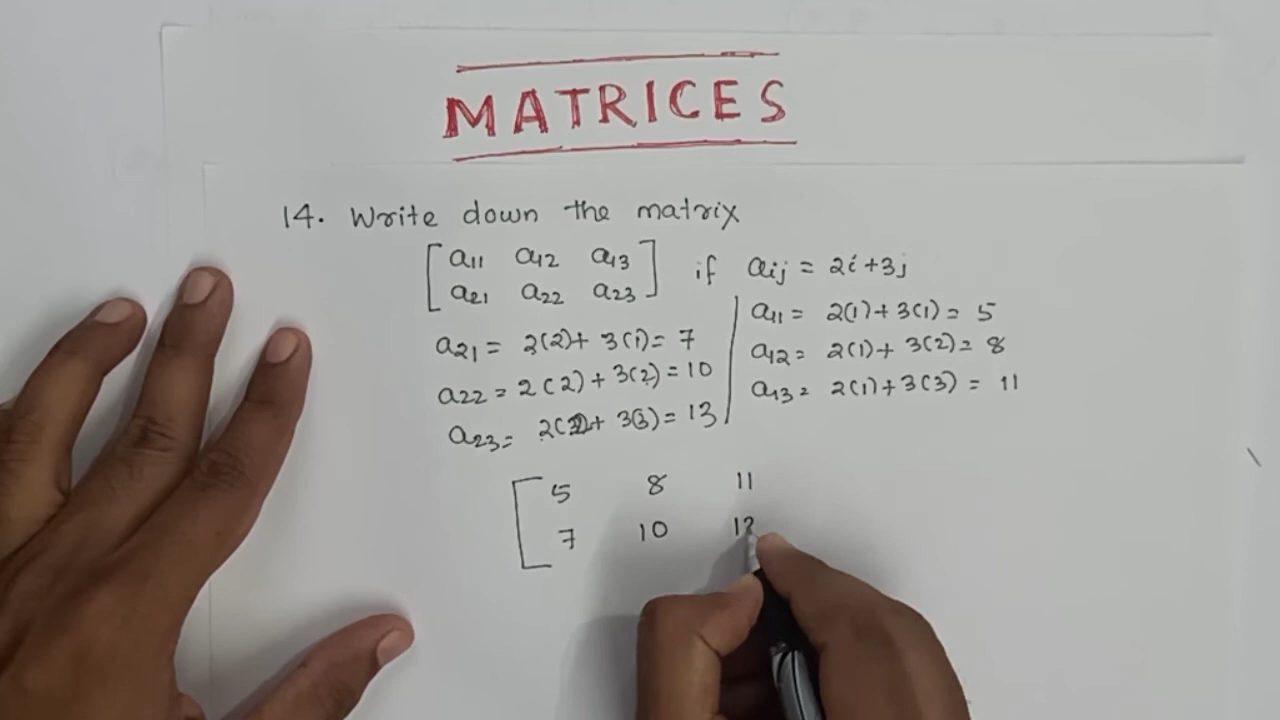 MATRICES
14. Write down the matrix
[a11 a12 a13
a21 a22 a23] if aij = 2i+3j
a11 = 2(1)+3(1) = 5
a12 = 2(1)+3(2) = 8
a13 = 2(1)+3(3) = 11
a21 = 2(2)+3(1) = 7
a22 = 2(2)+3(2) = 10
a23 = 2(2)+3(3) = 13
[5 8 11
7 10